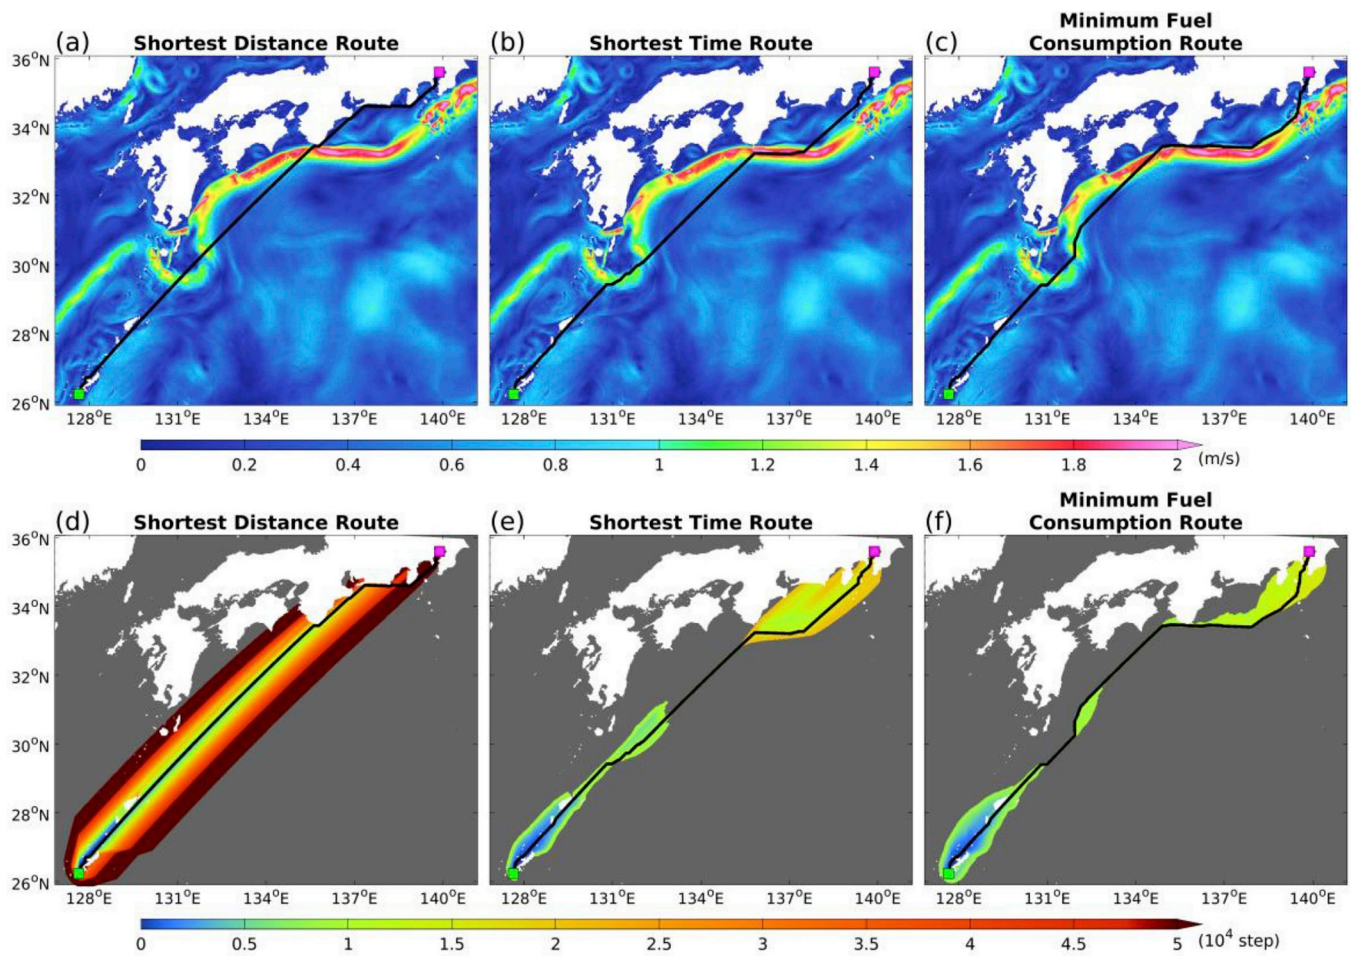 Minimum Fuel
(a) Shortest Distance Route (b) Shortest Time Route (c) Consumption Route
36°N
34°N
32°N
30°N
28°N
26°N
128°E 131°E 134°E 137°E 140°E 128°E 131°E 134°E 137°E 140°E 128°E 131°E 134°E 137°E 140°E
0 0.2 0.4 0.6 0.8 1 1.2 1.4 1.6 1.8 2 (m/s)
Minimum Fuel
(d) Shortest Distance Route (e) Shortest Time Route (f) Consumption Route
36°N
34°N
32°N
30°N
28°N
26°N
128°E 131°E 134°E 137°E 140°E 128°E 131°E 134°E 137°E 140°E 128°E 131°E 134°E 137°E 140°E
0 0.5 1 1.5 2 2.5 3 3.5 4 4.5 5 (10⁴ step)